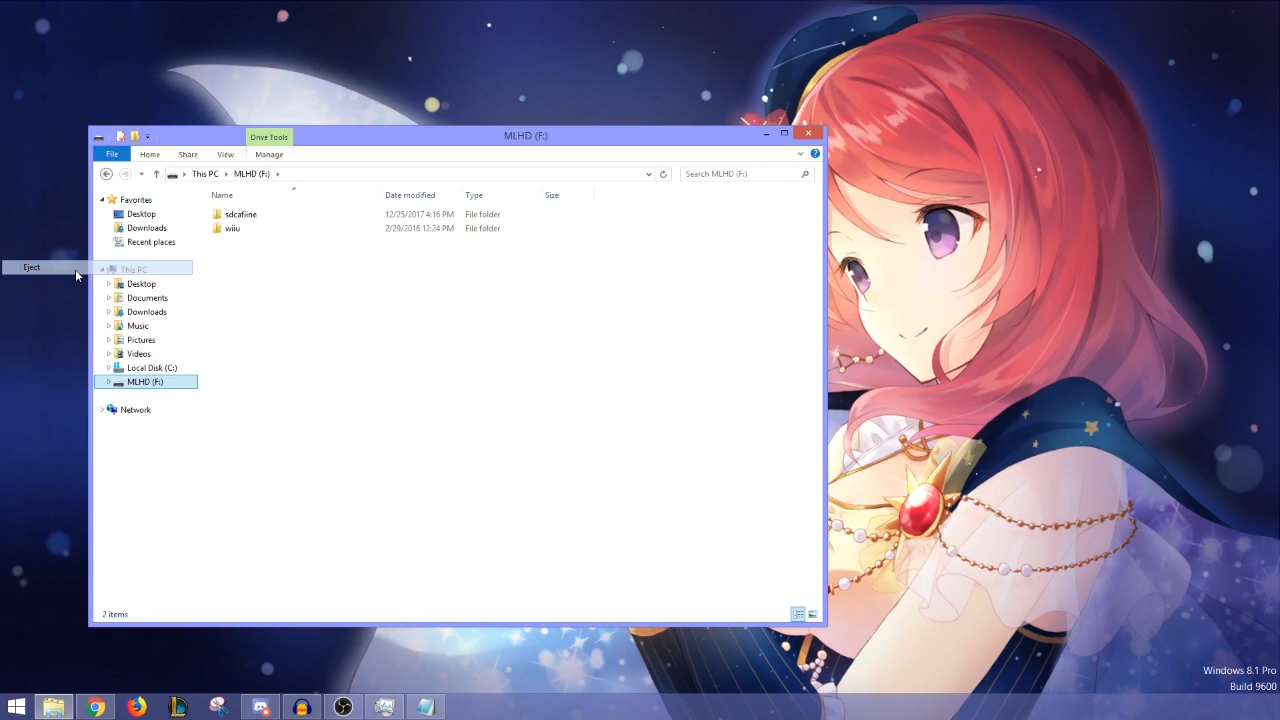 Drive Tools
MLHD (F:)
File
Home
Share
View
Manage
This PC
MLHD (F:)
Search MLHD (F:)
Name
Date modified
Type
Size
Favorites
Desktop
Downloads
Recent places
sdcafiine
12/25/2017 4:16 PM
File folder
wiiu
2/29/2016 12:24 PM
File folder
Eject
This PC
Desktop
Documents
Downloads
Music
Pictures
Videos
Local Disk (C:)
MLHD (F:)
Network
2 items
Windows 8.1 Pro
Build 9600